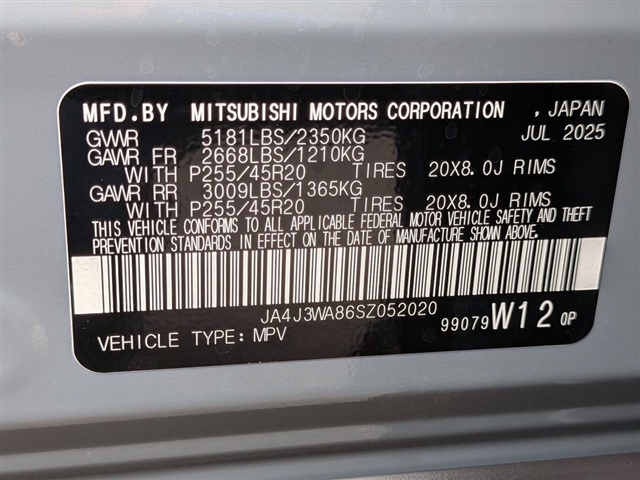 MFD.BY MITSUBISHI MOTORS CORPORATION , JAPAN
GVWR 5181LBS/2350KG JUL 2025
GAWR FR 2668LBS/1210KG
WITH P255/45R20 TIRES 20X8.0J RIMS
GAWR RR 3009LBS/1365KG
WITH P255/45R20 TIRES 20X8.0J RIMS
THIS VEHICLE CONFORMS TO ALL APPLICABLE FEDERAL MOTOR VEHICLE SAFETY AND THEFT
PREVENTION STANDARDS IN EFFECT ON THE DATE OF MANUFACTURE SHOWN ABOVE.
JA4J3WA86SZ052020
99079 W12 0P
VEHICLE TYPE: MPV